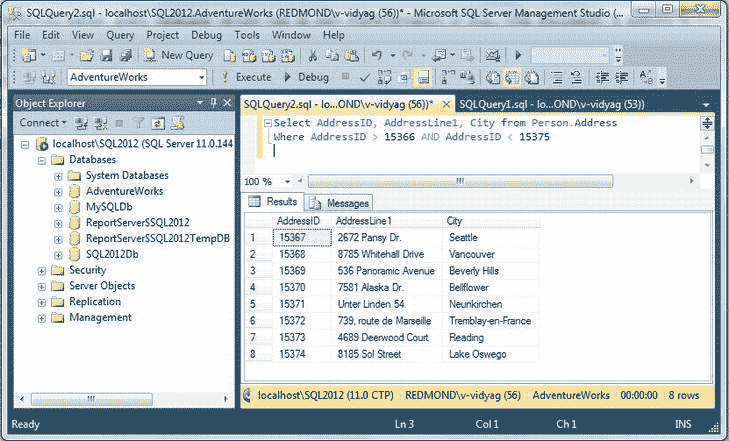 SQLQuery2.sql - localhost\SQL2012.AdventureWorks (REDMOND\v-vidyag (56))* - Microsoft SQL Server Management Studio (...
File Edit View Query Project Debug Tools Window Help
New Query
AdventureWorks Execute Debug
Object Explorer
Connect
localhost\SQL2012 (SQL Server 11.0.144
Databases
System Databases
AdventureWorks
MySQLDb
ReportServer$SQL2012
ReportServer$SQL2012TempDB
SQL2012Db
Security
Server Objects
Replication
Management
SQLQuery2.sql - lo...OND\v-vidyag (56))* SQLQuery1.sql - lo...OND\v-vidyag (53))
Select AddressID, AddressLine1, City from Person.Address
Where AddressID > 15366 AND AddressID < 15375
100 %
Results Messages
AddressID AddressLine1 City
1 15367 2672 Pansy Dr. Seattle
2 15368 8785 Whitehall Drive Vancouver
3 15369 536 Panoramic Avenue Beverly Hills
4 15370 7581 Alaska Dr. Bellflower
5 15371 Unter Linden 54 Neunkirchen
6 15372 739, route de Marseille Tremblay-en-France
7 15373 4689 Deerwood Court Reading
8 15374 8185 Sol Street Lake Oswego
localhost\SQL2012 (11.0 CTP) REDMOND\v-vidyag (56) AdventureWorks 00:00:00 8 rows
Ready Ln 3 Col 1 Ch 1 INS